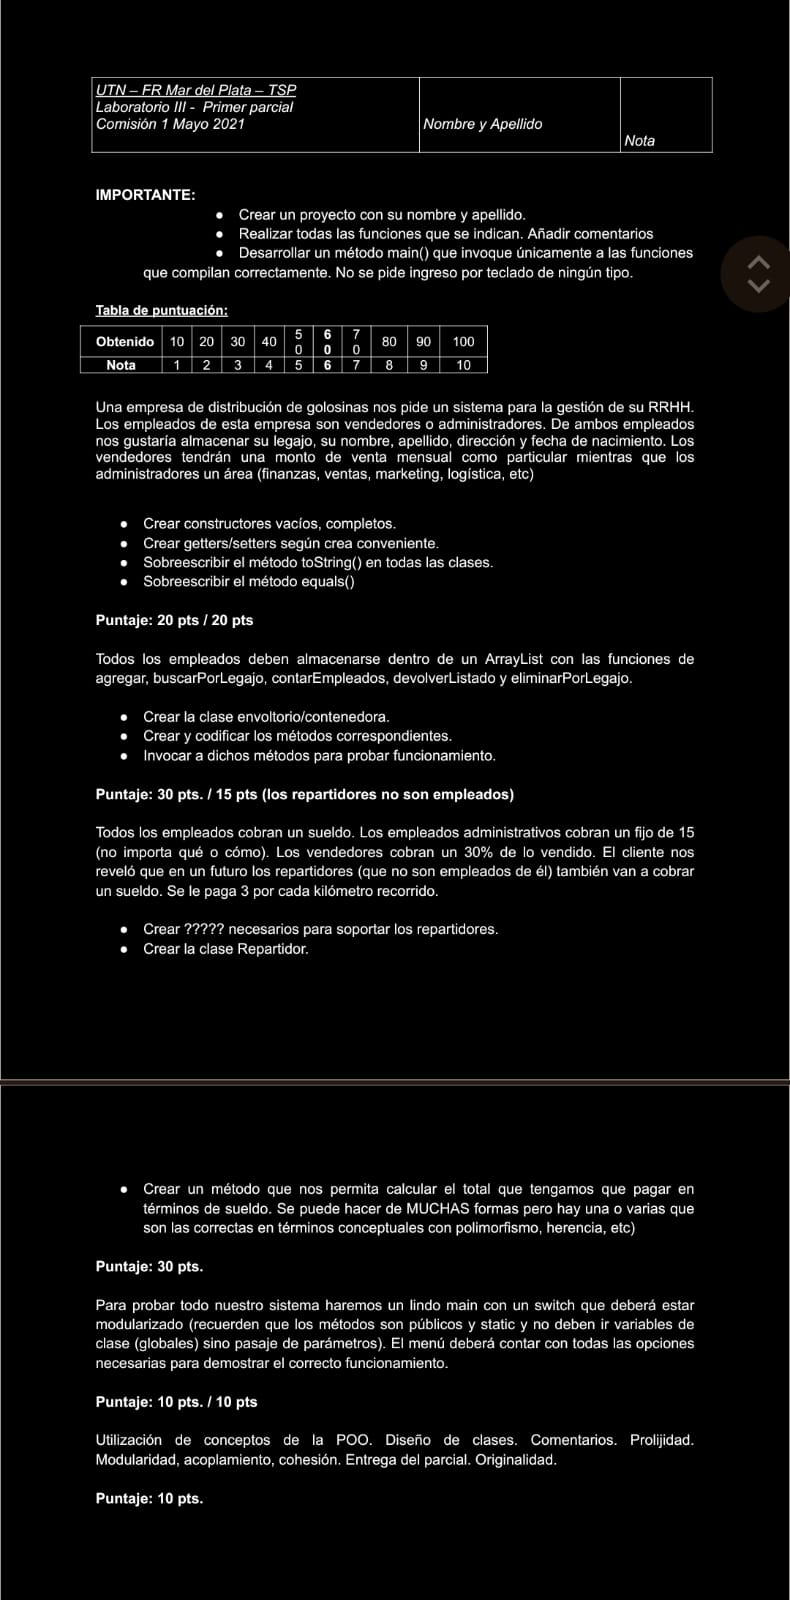 UTN – FR Mar del Plata – TSP
Laboratorio III - Primer parcial
Comisión 1 Mayo 2021
Nombre y Apellido
Nota
IMPORTANTE:
● Crear un proyecto con su nombre y apellido.
● Realizar todas las funciones que se indican. Añadir comentarios
● Desarrollar un método main() que invoque únicamente a las funciones
que compilan correctamente. No se pide ingreso por teclado de ningún tipo.
Tabla de puntuación:
Obtenido 10 20 30 40 50 60 70 80 90 100
Nota 1 2 3 4 5 6 7 8 9 10
Una empresa de distribución de golosinas nos pide un sistema para la gestión de su RRHH.
Los empleados de esta empresa son vendedores o administradores. De ambos empleados
nos gustaría almacenar su legajo, su nombre, apellido, dirección y fecha de nacimiento. Los
vendedores tendrán una monto de venta mensual como particular mientras que los
administradores un área (finanzas, ventas, marketing, logística, etc)
● Crear constructores vacíos, completos.
● Crear getters/setters según crea conveniente.
● Sobreescribir el método toString() en todas las clases.
● Sobreescribir el método equals()
Puntaje: 20 pts / 20 pts
Todos los empleados deben almacenarse dentro de un ArrayList con las funciones de
agregar, buscarPorLegajo, contarEmpleados, devolverListado y eliminarPorLegajo.
● Crear la clase envoltorio/contenedora.
● Crear y codificar los métodos correspondientes.
● Invocar a dichos métodos para probar funcionamiento.
Puntaje: 30 pts. / 15 pts (los repartidores no son empleados)
Todos los empleados cobran un sueldo. Los empleados administrativos cobran un fijo de 15
(no importa qué o cómo). Los vendedores cobran un 30% de lo vendido. El cliente nos
reveló que en un futuro los repartidores (que no son empleados de él) también van a cobrar
un sueldo. Se le paga 3 por cada kilómetro recorrido.
● Crear ????? necesarios para soportar los repartidores.
● Crear la clase Repartidor.
● Crear un método que nos permita calcular el total que tengamos que pagar en
términos de sueldo. Se puede hacer de MUCHAS formas pero hay una o varias que
son las correctas en términos conceptuales con polimorfismo, herencia, etc)
Puntaje: 30 pts.
Para probar todo nuestro sistema haremos un lindo main con un switch que deberá estar
modularizado (recuerden que los métodos son públicos y static y no deben ir variables de
clase (globales) sino pasaje de parámetros). El menú deberá contar con todas las opciones
necesarias para demostrar el correcto funcionamiento.
Puntaje: 10 pts. / 10 pts
Utilización de conceptos de la POO. Diseño de clases. Comentarios. Prolijidad.
Modularidad, acoplamiento, cohesión. Entrega del parcial. Originalidad.
Puntaje: 10 pts.